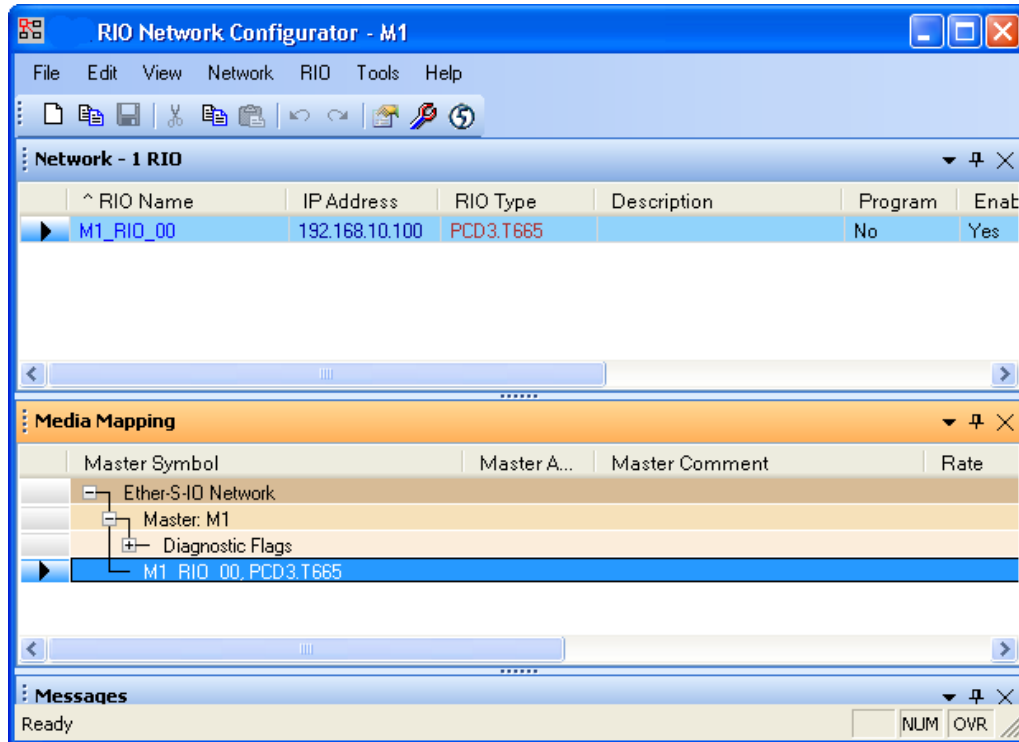 RIO Network Configurator - M1
File Edit View Network RIO Tools Help
Network - 1 RIO
^ RIO Name IP Address RIO Type Description Program Enab
M1_RIO_00 192.168.10.100 PCD3.T665 No Yes
Media Mapping
Master Symbol Master A... Master Comment Rate
Ether-S-IO Network
Master: M1
Diagnostic Flags
M1_RIO_00, PCD3.T665
Messages
Ready NUM OVR